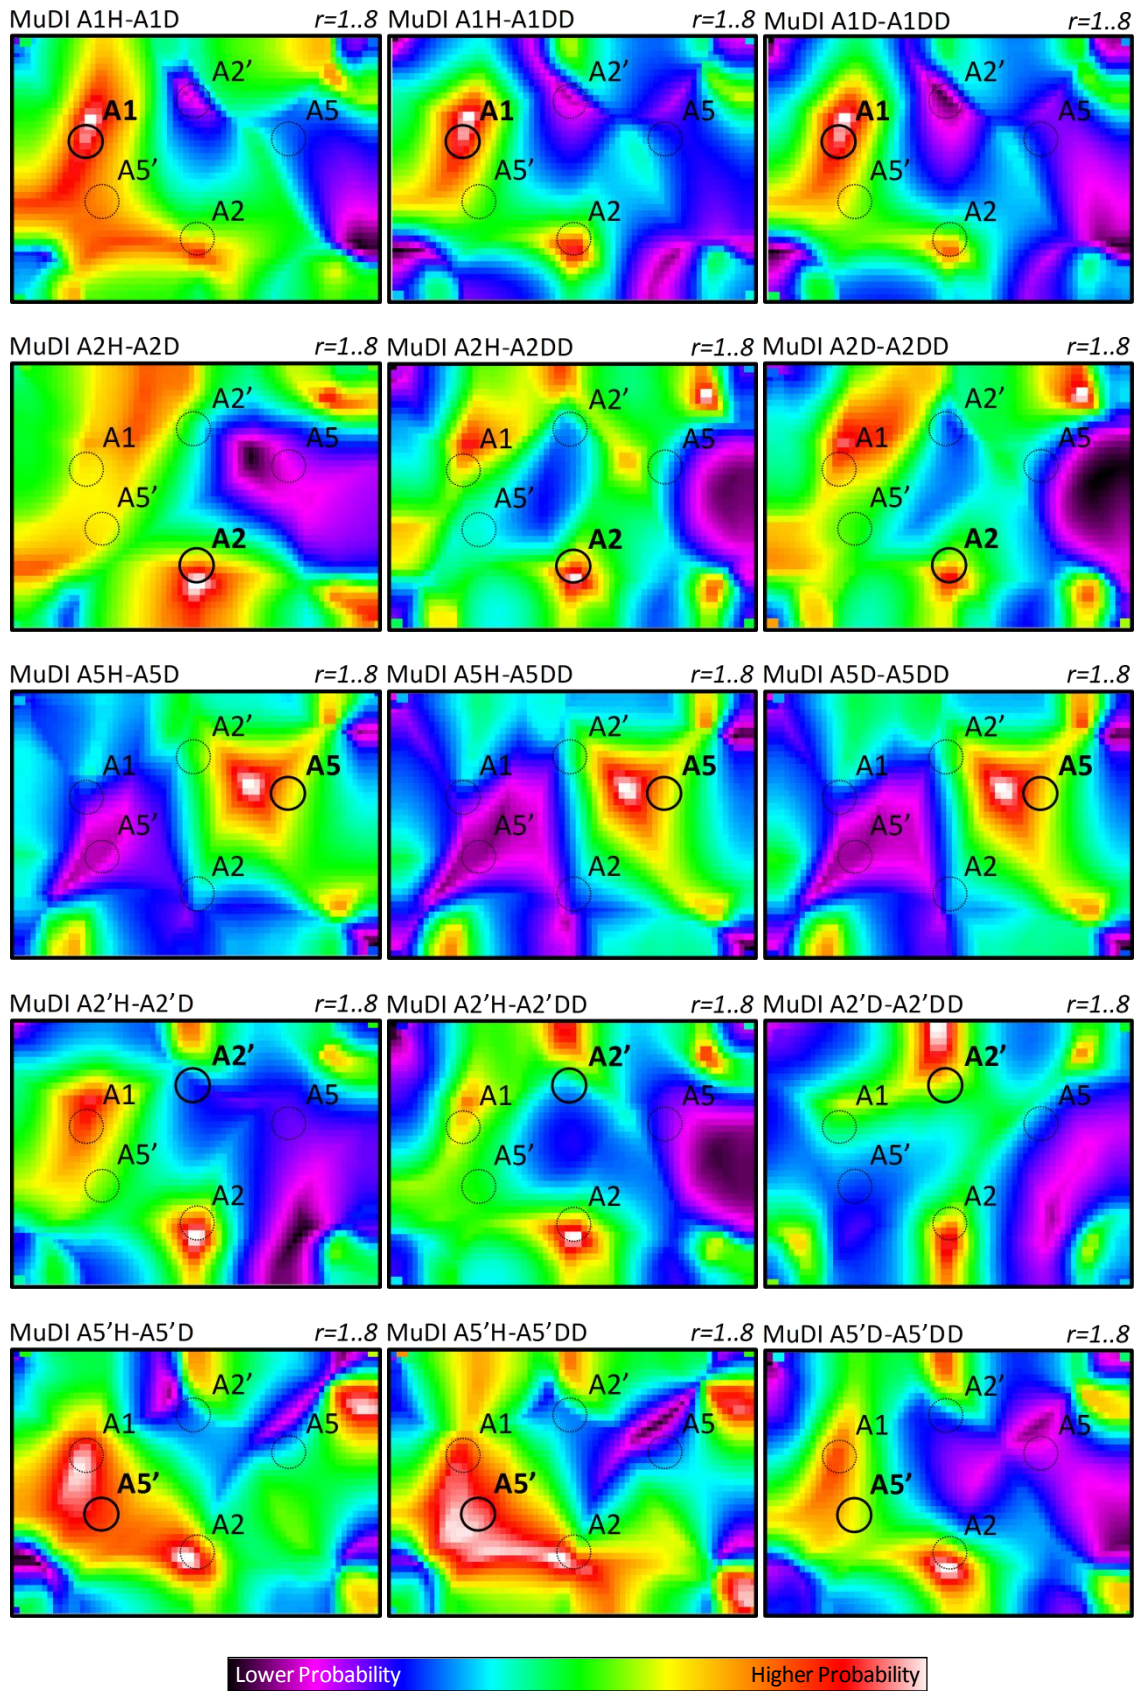 MuDI A1H-A1D r=1..8 MuDI A1H-A1DD r=1..8 MuDI A1D-A1DD r=1..8
A2' A2' A2'
A1 A5 A1 A5 A1 A5
A5' A5' A5'
A2 A2 A2
MuDI A2H-A2D r=1..8 MuDI A2H-A2DD r=1..8 MuDI A2D-A2DD r=1..8
A2' A2' A2'
A1 A5 A1 A5 A1 A5
A5' A5' A5'
A2 A2 A2
MuDI A5H-A5D r=1..8 MuDI A5H-A5DD r=1..8 MuDI A5D-A5DD r=1..8
A2' A2' A2'
A1 A5 A1 A5 A1 A5
A5' A5' A5'
A2 A2 A2
MuDI A2'H-A2'D r=1..8 MuDI A2'H-A2'DD r=1..8 MuDI A2'D-A2'DD r=1..8
A2' A2' A2'
A1 A5 A1 A5 A1 A5
A5' A5' A5'
A2 A2 A2
MuDI A5'H-A5'D r=1..8 MuDI A5'H-A5'DD r=1..8 MuDI A5'D-A5'DD r=1..8
A2' A2' A2'
A1 A5 A1 A5 A1 A5
A5' A5' A5'
A2 A2 A2
Lower Probability Higher Probability